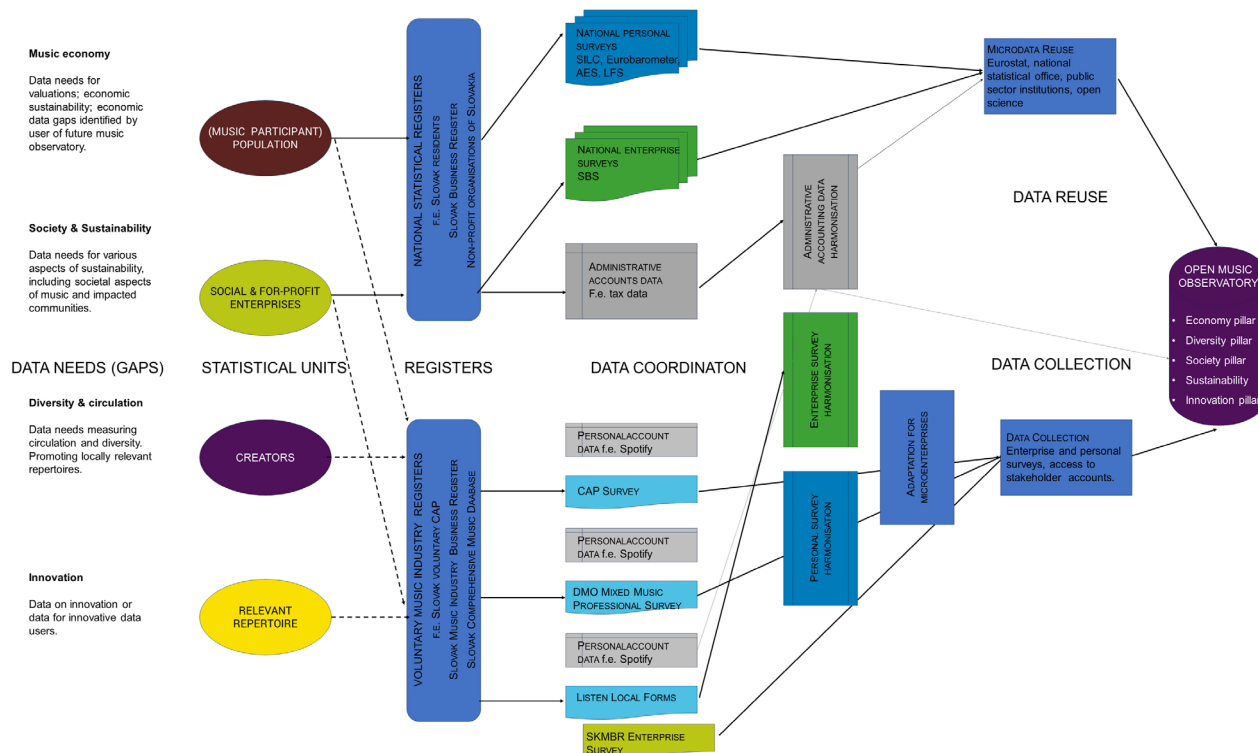 Music economy
Data needs for
valuations; economic
sustainability; economic
data gaps identified by
user of future music
observatory.
Society & Sustainability
Data needs for various
aspects of sustainability,
including societal aspects
of music and impacted
communities.
DATA NEEDS (GAPS)
Diversity & circulation
Data needs measuring
circulation and diversity.
Promoting locally relevant
repertoires.
Innovation
Data on innovation or
data for innovative data
users.
(MUSIC PARTICIPANT)
POPULATION
SOCIAL & FOR-PROFIT
ENTERPRISES
STATISTICAL UNITS
CREATORS
RELEVANT
REPERTOIRE
NATIONAL STATISTICAL REGISTERS
F.E. SLOVAK RESIDENTS
SLOVAK BUSINESS REGISTER
NON-PROFIT ORGANISATIONS OF SLOVAKIA
REGISTERS
VOLUNTARY MUSIC INDUSTRY REGISTERS
F.E. SLOVAK VOLUNTARY CAP
SLOVAK MUSIC INDUSTRY BUSINESS REGISTER
SLOVAK COMPREHENSIVE MUSIC DAABASE
NATIONAL PERSONAL
SURVEYS
SILC, Eurobarometer,
AES, LFS
NATIONAL ENTERPRISE
SURVEYS
SBS
ADMINISTRATIVE
ACCOUNTS DATA
F.e. tax data
DATA COORDINATON
PERSONALACCOUNT
DATA f.e. Spotify
CAP SURVEY
PERSONALACCOUNT
DATA f.e. Spotify
DMO MIXED MUSIC
PROFESSIONAL SURVEY
PERSONALACCOUNT
DATA f.e. Spotify
LISTEN LOCAL FORMS
SKMBR ENTERPRISE
SURVEY
ADMINISTRATIVE
ACCOUNTING DATA
HARMONISATION
ENTERPRISE SURVEY
HARMONISATION
PERSONAL SURVEY
HARMONISATION
ADAPTATION FOR
MICROENTERPRISES
MICRODATA REUSE
Eurostat, national
statistical office, public
sector institutions, open
science
DATA REUSE
DATA COLLECTION
DATA COLLECTION
Enterprise and personal
surveys, access to
stakeholder accounts.
OPEN MUSIC
OBSERVATORY
• Economy pillar
• Diversity pillar
• Society pillar
• Sustainability
• Innovation pillar